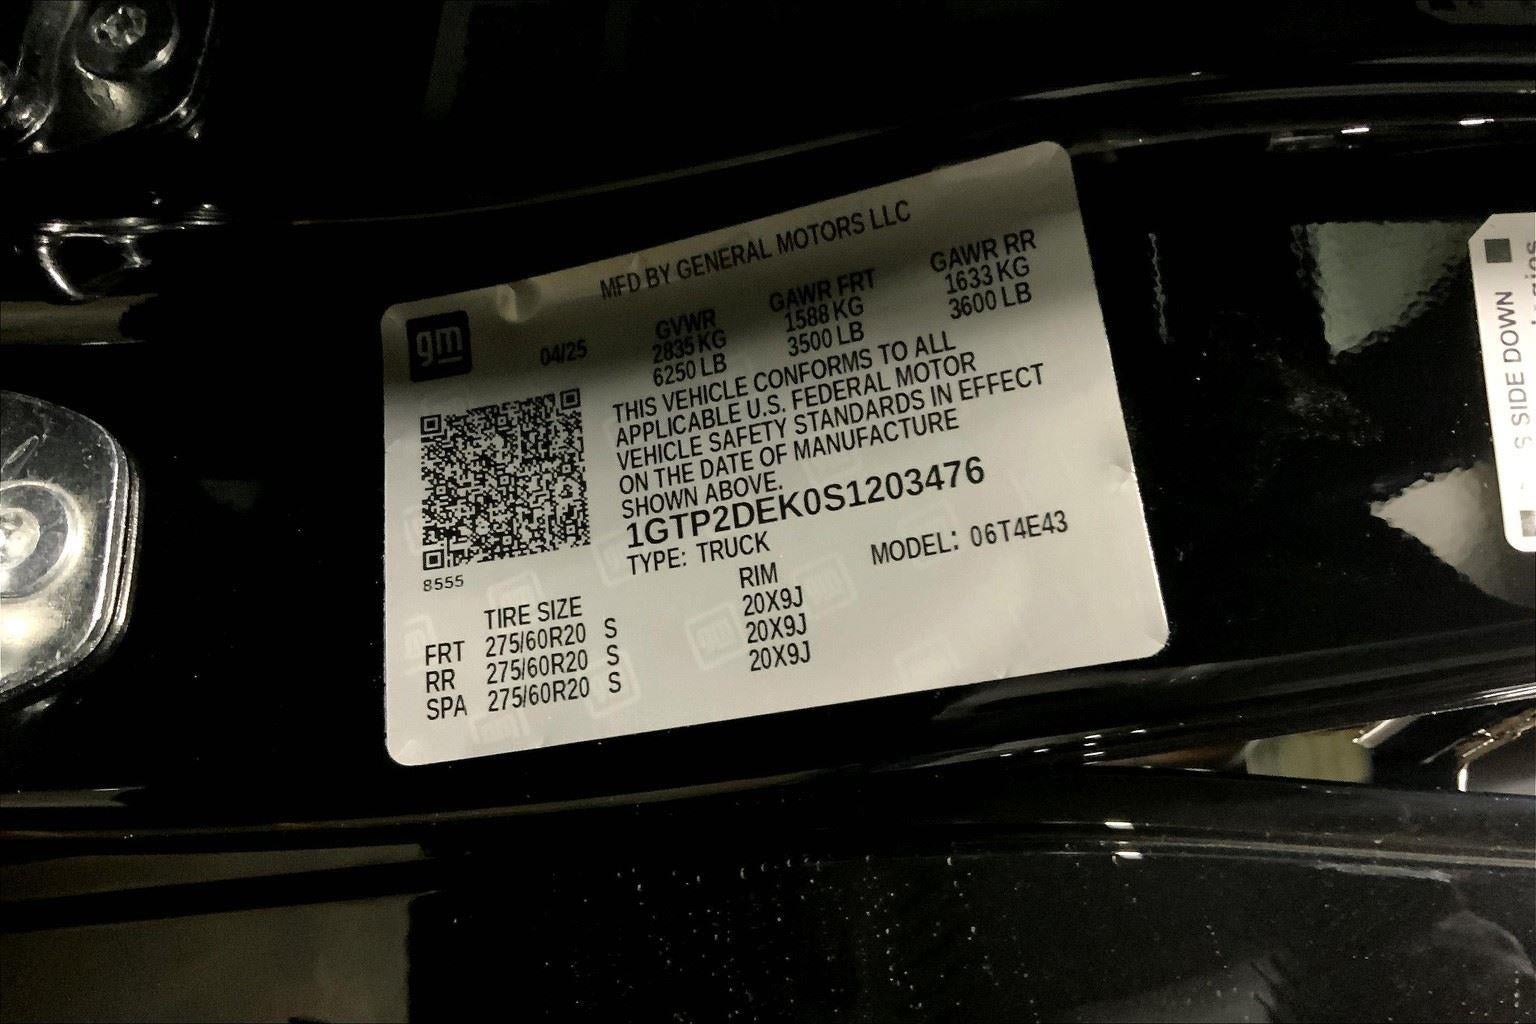 MFD BY GENERAL MOTORS LLC
gm
04/25
GVWR GAWR FRT GAWR RR
2835 KG 1588 KG 1633 KG
6250 LB 3500 LB 3600 LB
THIS VEHICLE CONFORMS TO ALL
APPLICABLE U.S. FEDERAL MOTOR
VEHICLE SAFETY STANDARDS IN EFFECT
ON THE DATE OF MANUFACTURE
SHOWN ABOVE.
1GTP2DEK0S1203476
TYPE: TRUCK MODEL: 06T4E43
8555
TIRE SIZE RIM
FRT 275/60R20 S 20X9J
RR 275/60R20 S 20X9J
SPA 275/60R20 S 20X9J
S SIDE DOWN